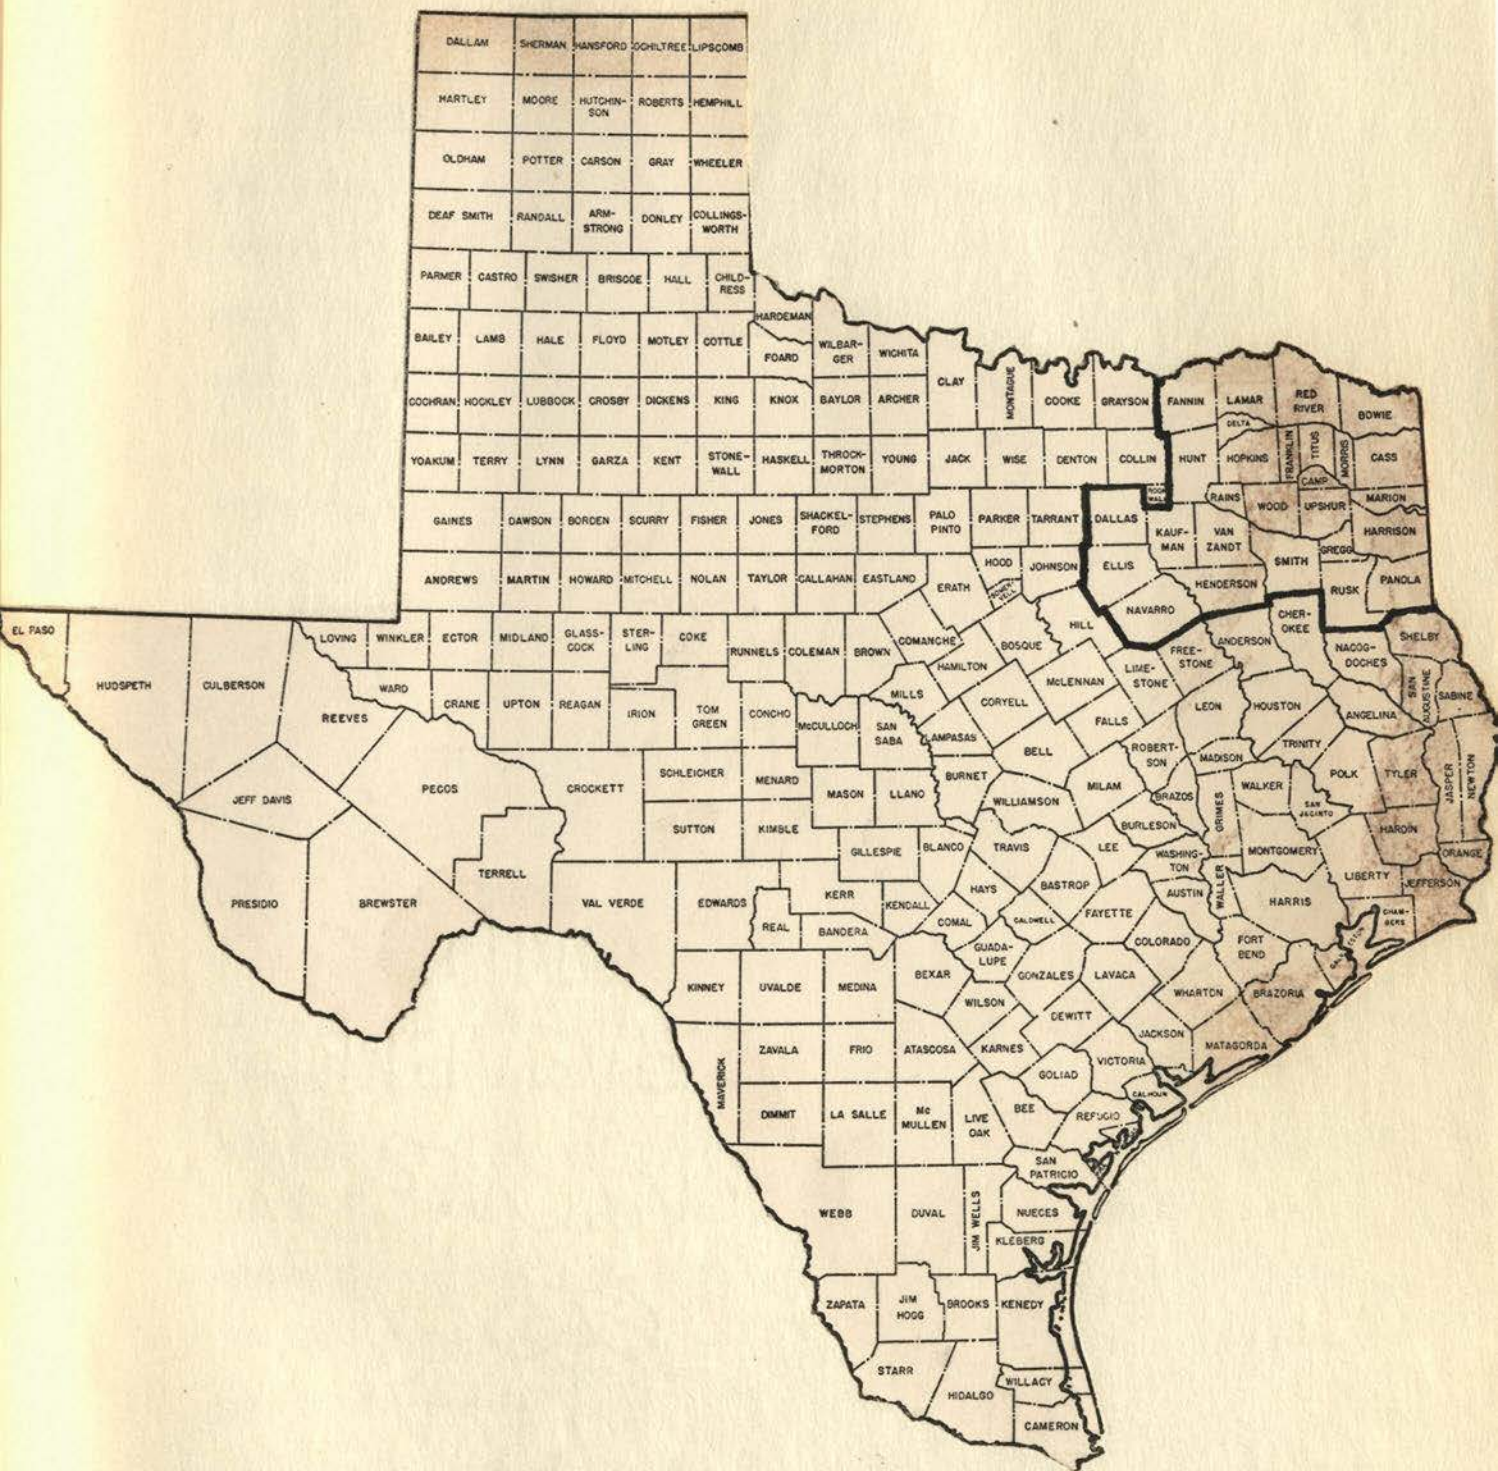 DALLAM
SHERMAN
HANSFORD
OCHILTREE
LIPSCOMB
HARTLEY
MOORE
HUTCHIN-
SON
ROBERTS
HEMPHILL
OLDHAM
POTTER
CARSON
GRAY
WHEELER
DEAF SMITH
RANDALL
ARM-
STRONG
DONLEY
COLLINGS-
WORTH
PARMER
CASTRO
SWISHER
BRISCOE
HALL
CHILD-
RESS
HARDEMAN
BAILEY
LAMB
HALE
FLOYD
MOTLEY
COTTLE
FOARD
WILBAR-
GER
WICHITA
CLAY
MONTAGUE
COOKE
GRAYSON
FANNIN
LAMAR
RED
RIVER
BOWIE
COCHRAN
HOCKLEY
LUBBOCK
CROSBY
DICKENS
KING
KNOX
BAYLOR
ARCHER
DELTA
YOAKUM
TERRY
LYNN
GARZA
KENT
STONE-
WALL
HASKELL
THROCK-
MORTON
YOUNG
JACK
WISE
DENTON
COLLIN
HUNT
HOPKINS
FRANKLIN
TITUS
MORRIS
CASS
CAMP
ROCK
WALL
RAINS
WOOD
UPSHUR
MARION
GAINES
DAWSON
BORDEN
SCURRY
FISHER
JONES
SHACKEL-
FORD
STEPHENS
PALO
PINTO
PARKER
TARRANT
DALLAS
KAUF-
MAN
VAN
ZANDT
HARRISON
GREGG
SMITH
ANDREWS
MARTIN
HOWARD
MITCHELL
NOLAN
TAYLOR
CALLAHAN
EASTLAND
ERATH
HOOD
JOHNSON
ELLIS
HENDERSON
RUSK
PANOLA
SOMER-
VELL
NAVARRO
HILL
EL PASO
HUDSPETH
CULBERSON
LOVING
WINKLER
ECTOR
MIDLAND
GLASS-
COCK
STER-
LING
COKE
RUNNELS
COLEMAN
BROWN
COMANCHE
BOSQUE
FREE-
STONE
ANDERSON
CHER-
OKEE
NACOG-
DOCHES
SHELBY
HAMILTON
LIME-
STONE
McLENNAN
WARD
REEVES
CRANE
UPTON
REAGAN
IRION
TOM
GREEN
CONCHO
McCULLOCH
MILLS
SAN
SABA
CORYELL
FALLS
LEON
HOUSTON
ANGELINA
SAN
AUGUSTINE
SABINE
LAMPASAS
BELL
ROBERT-
SON
MADISON
TRINITY
JEFF DAVIS
PECOS
CROCKETT
SCHLEICHER
MENARD
MASON
LLANO
BURNET
WILLIAMSON
MILAM
BRAZOS
GRIMES
WALKER
SAN
JACINTO
POLK
TYLER
JASPER
NEWTON
SUTTON
KIMBLE
GILLESPIE
BLANCO
TRAVIS
LEE
BURLESON
WASHING-
TON
MONTGOMERY
HARDIN
ORANGE
PRESIDIO
BREWSTER
TERRELL
VAL VERDE
EDWARDS
REAL
KERR
KENDALL
BANDERA
HAYS
COMAL
BASTROP
CALDWELL
FAYETTE
AUSTIN
WALLER
HARRIS
LIBERTY
JEFFERSON
CHAM-
BERS
GALVESTON
GUADA-
LUPE
COLORADO
FORT
BEND
KINNEY
UVALDE
MEDINA
BEXAR
WILSON
GONZALES
LAVACA
WHARTON
BRAZORIA
DEWITT
JACKSON
MATAGORDA
MAVERICK
ZAVALA
FRIO
ATASCOSA
KARNES
GOLIAD
VICTORIA
CALHOUN
DIMMIT
LA SALLE
Mc
MULLEN
LIVE
OAK
BEE
REFUGIO
SAN
PATRICIO
WEBB
DUVAL
JIM WELLS
NUECES
KLEBERG
ZAPATA
JIM
HOGG
BROOKS
KENEDY
STARR
HIDALGO
WILLACY
CAMERON